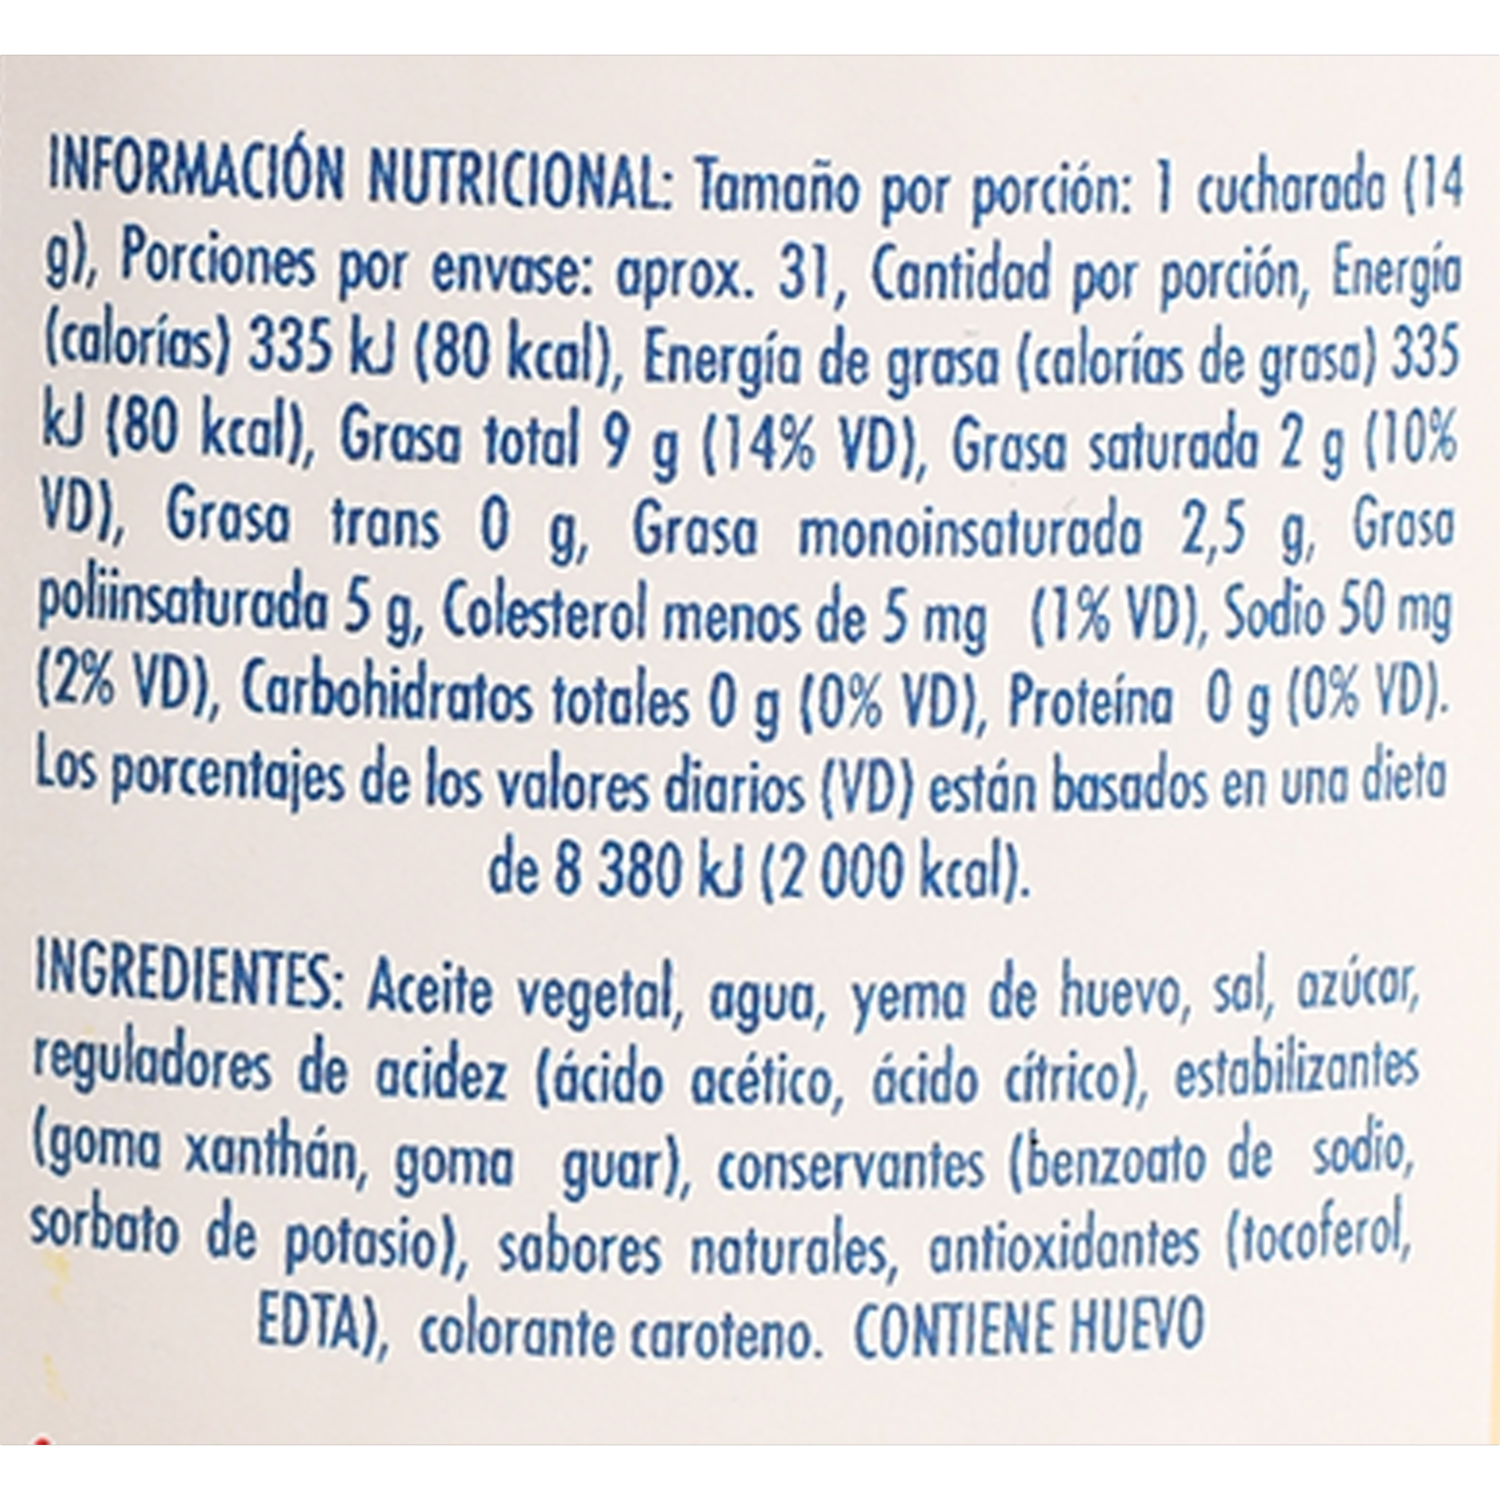 INFORMACIÓN NUTRICIONAL: Tamaño por porción: 1 cucharada (14
g), Porciones por envase: aprox. 31, Cantidad por porción, Energía
(calorías) 335 kJ (80 kcal), Energía de grasa (calorías de grasa) 335
kJ (80 kcal), Grasa total 9 g (14% VD), Grasa saturada 2 g (10%
VD), Grasa trans 0 g, Grasa monoinsaturada 2,5 g, Grasa
poliinsaturada 5 g, Colesterol menos de 5 mg (1% VD), Sodio 50 mg
(2% VD), Carbohidratos totales 0 g (0% VD), Proteína 0 g (0% VD).
Los porcentajes de los valores diarios (VD) están basados en una dieta
de 8 380 kJ (2 000 kcal).
INGREDIENTES: Aceite vegetal, agua, yema de huevo, sal, azúcar,
reguladores de acidez (ácido acético, ácido cítrico), estabilizantes
(goma xanthán, goma guar), conservantes (benzoato de sodio,
sorbato de potasio), sabores naturales, antioxidantes (tocoferol,
EDTA), colorante caroteno. CONTIENE HUEVO